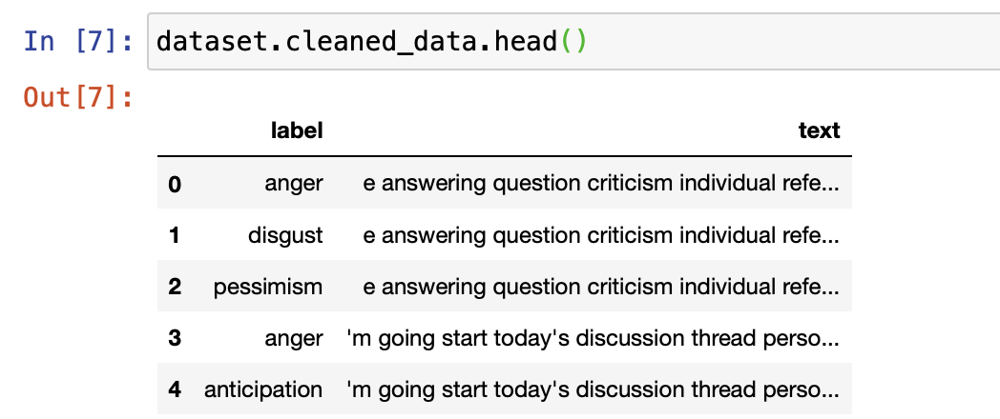 In [7]: dataset.cleaned_data.head()
Out[7]:
label text
0 anger e answering question criticism individual refe...
1 disgust e answering question criticism individual refe...
2 pessimism e answering question criticism individual refe...
3 anger 'm going start today's discussion thread perso...
4 anticipation 'm going start today's discussion thread perso...